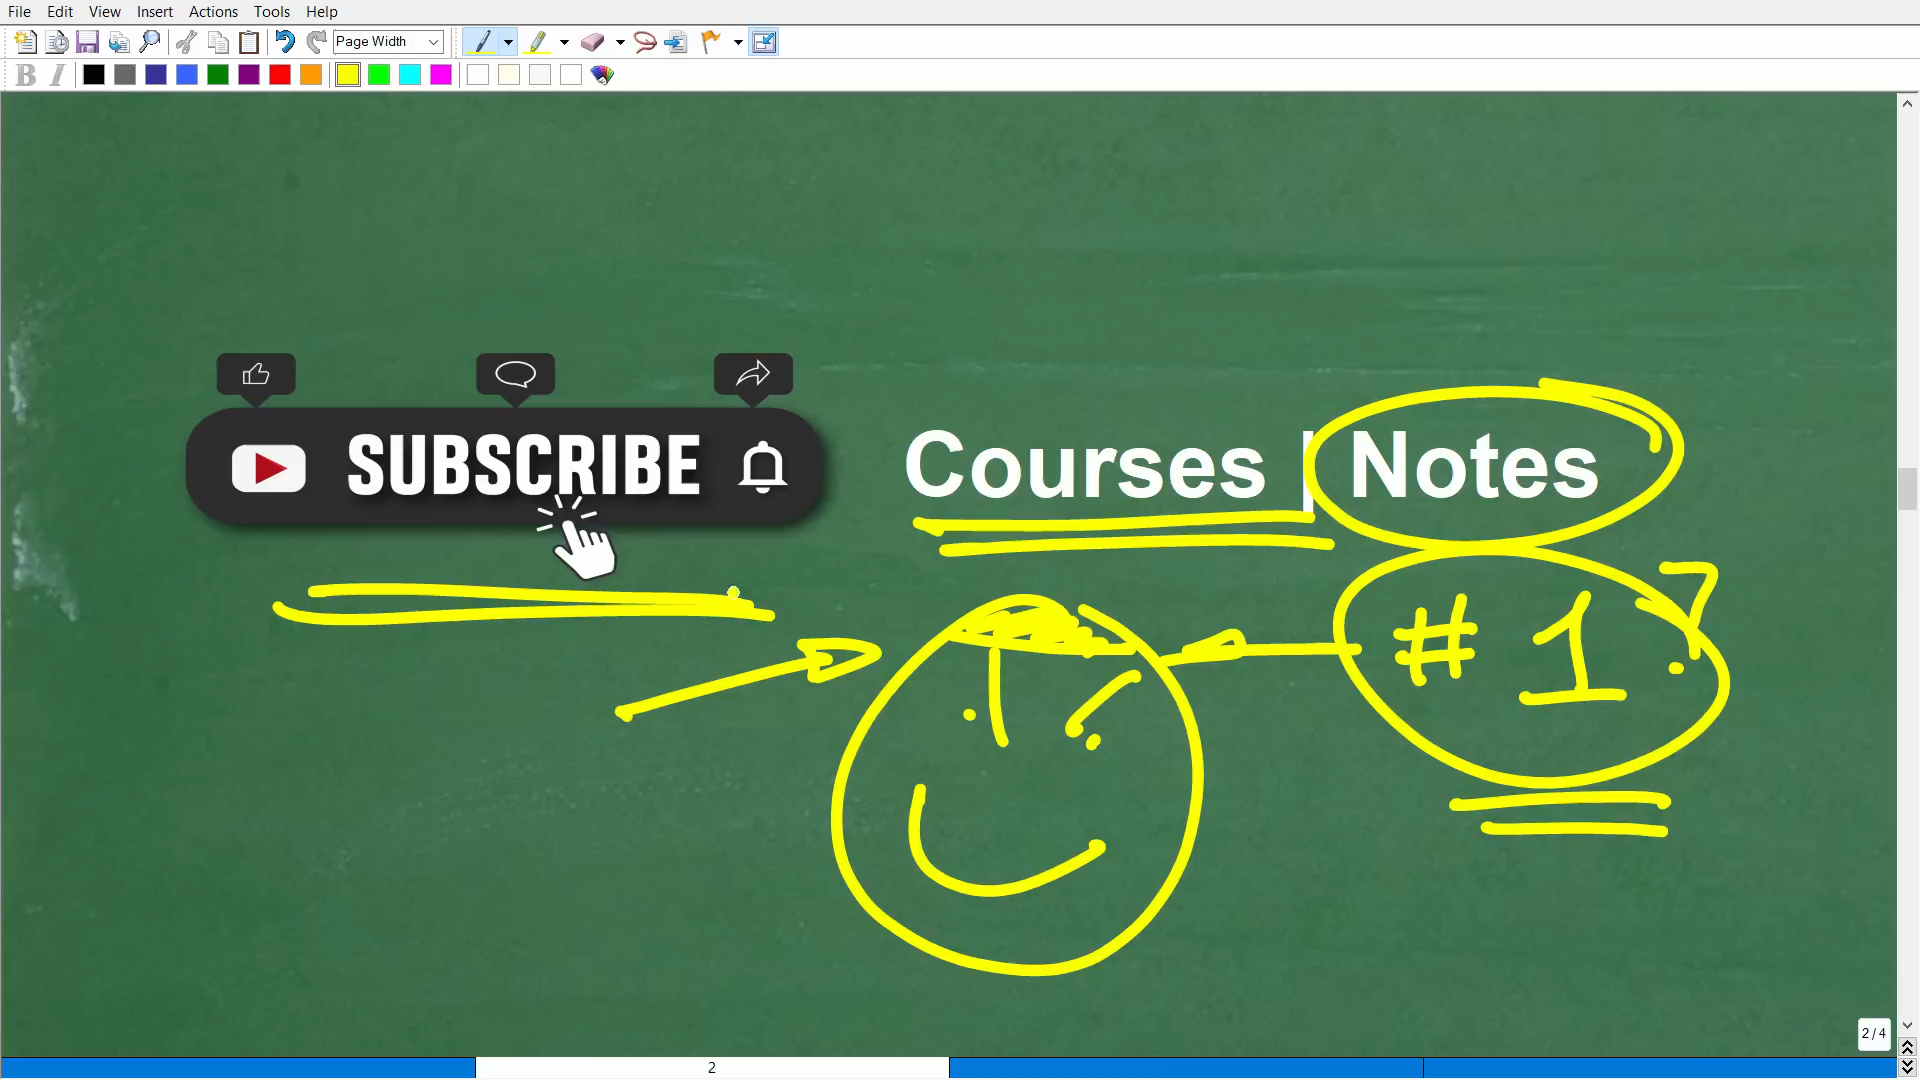 File Edit View Insert Actions Tools Help
Page Width
B I
SUBSCRIBE
Courses | Notes
# 1 ?
2 / 4
2